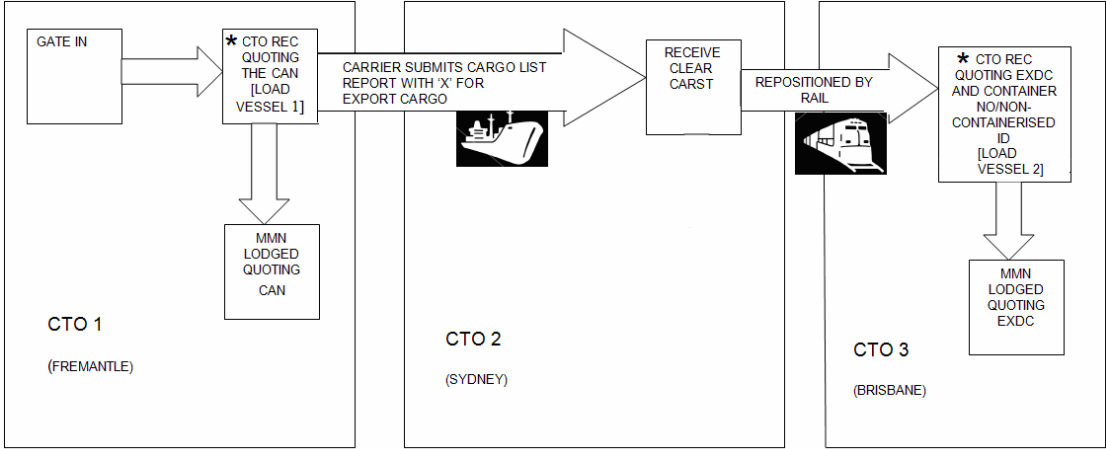 GATE IN
* CTO REC
QUOTING
THE CAN
[LOAD
VESSEL 1]
MMN
LODGED
QUOTING
CAN
CTO 1
(FREMANTLE)
CARRIER SUBMITS CARGO LIST
REPORT WITH ‘X’ FOR
EXPORT CARGO
RECEIVE
CLEAR
CARST
CTO 2
(SYDNEY)
REPOSITIONED BY
RAIL
* CTO REC
QUOTING EXDC
AND CONTAINER
NO/NON-
CONTAINERISED
ID
[LOAD
VESSEL 2]
MMN
LODGED
QUOTING
EXDC
CTO 3
(BRISBANE)